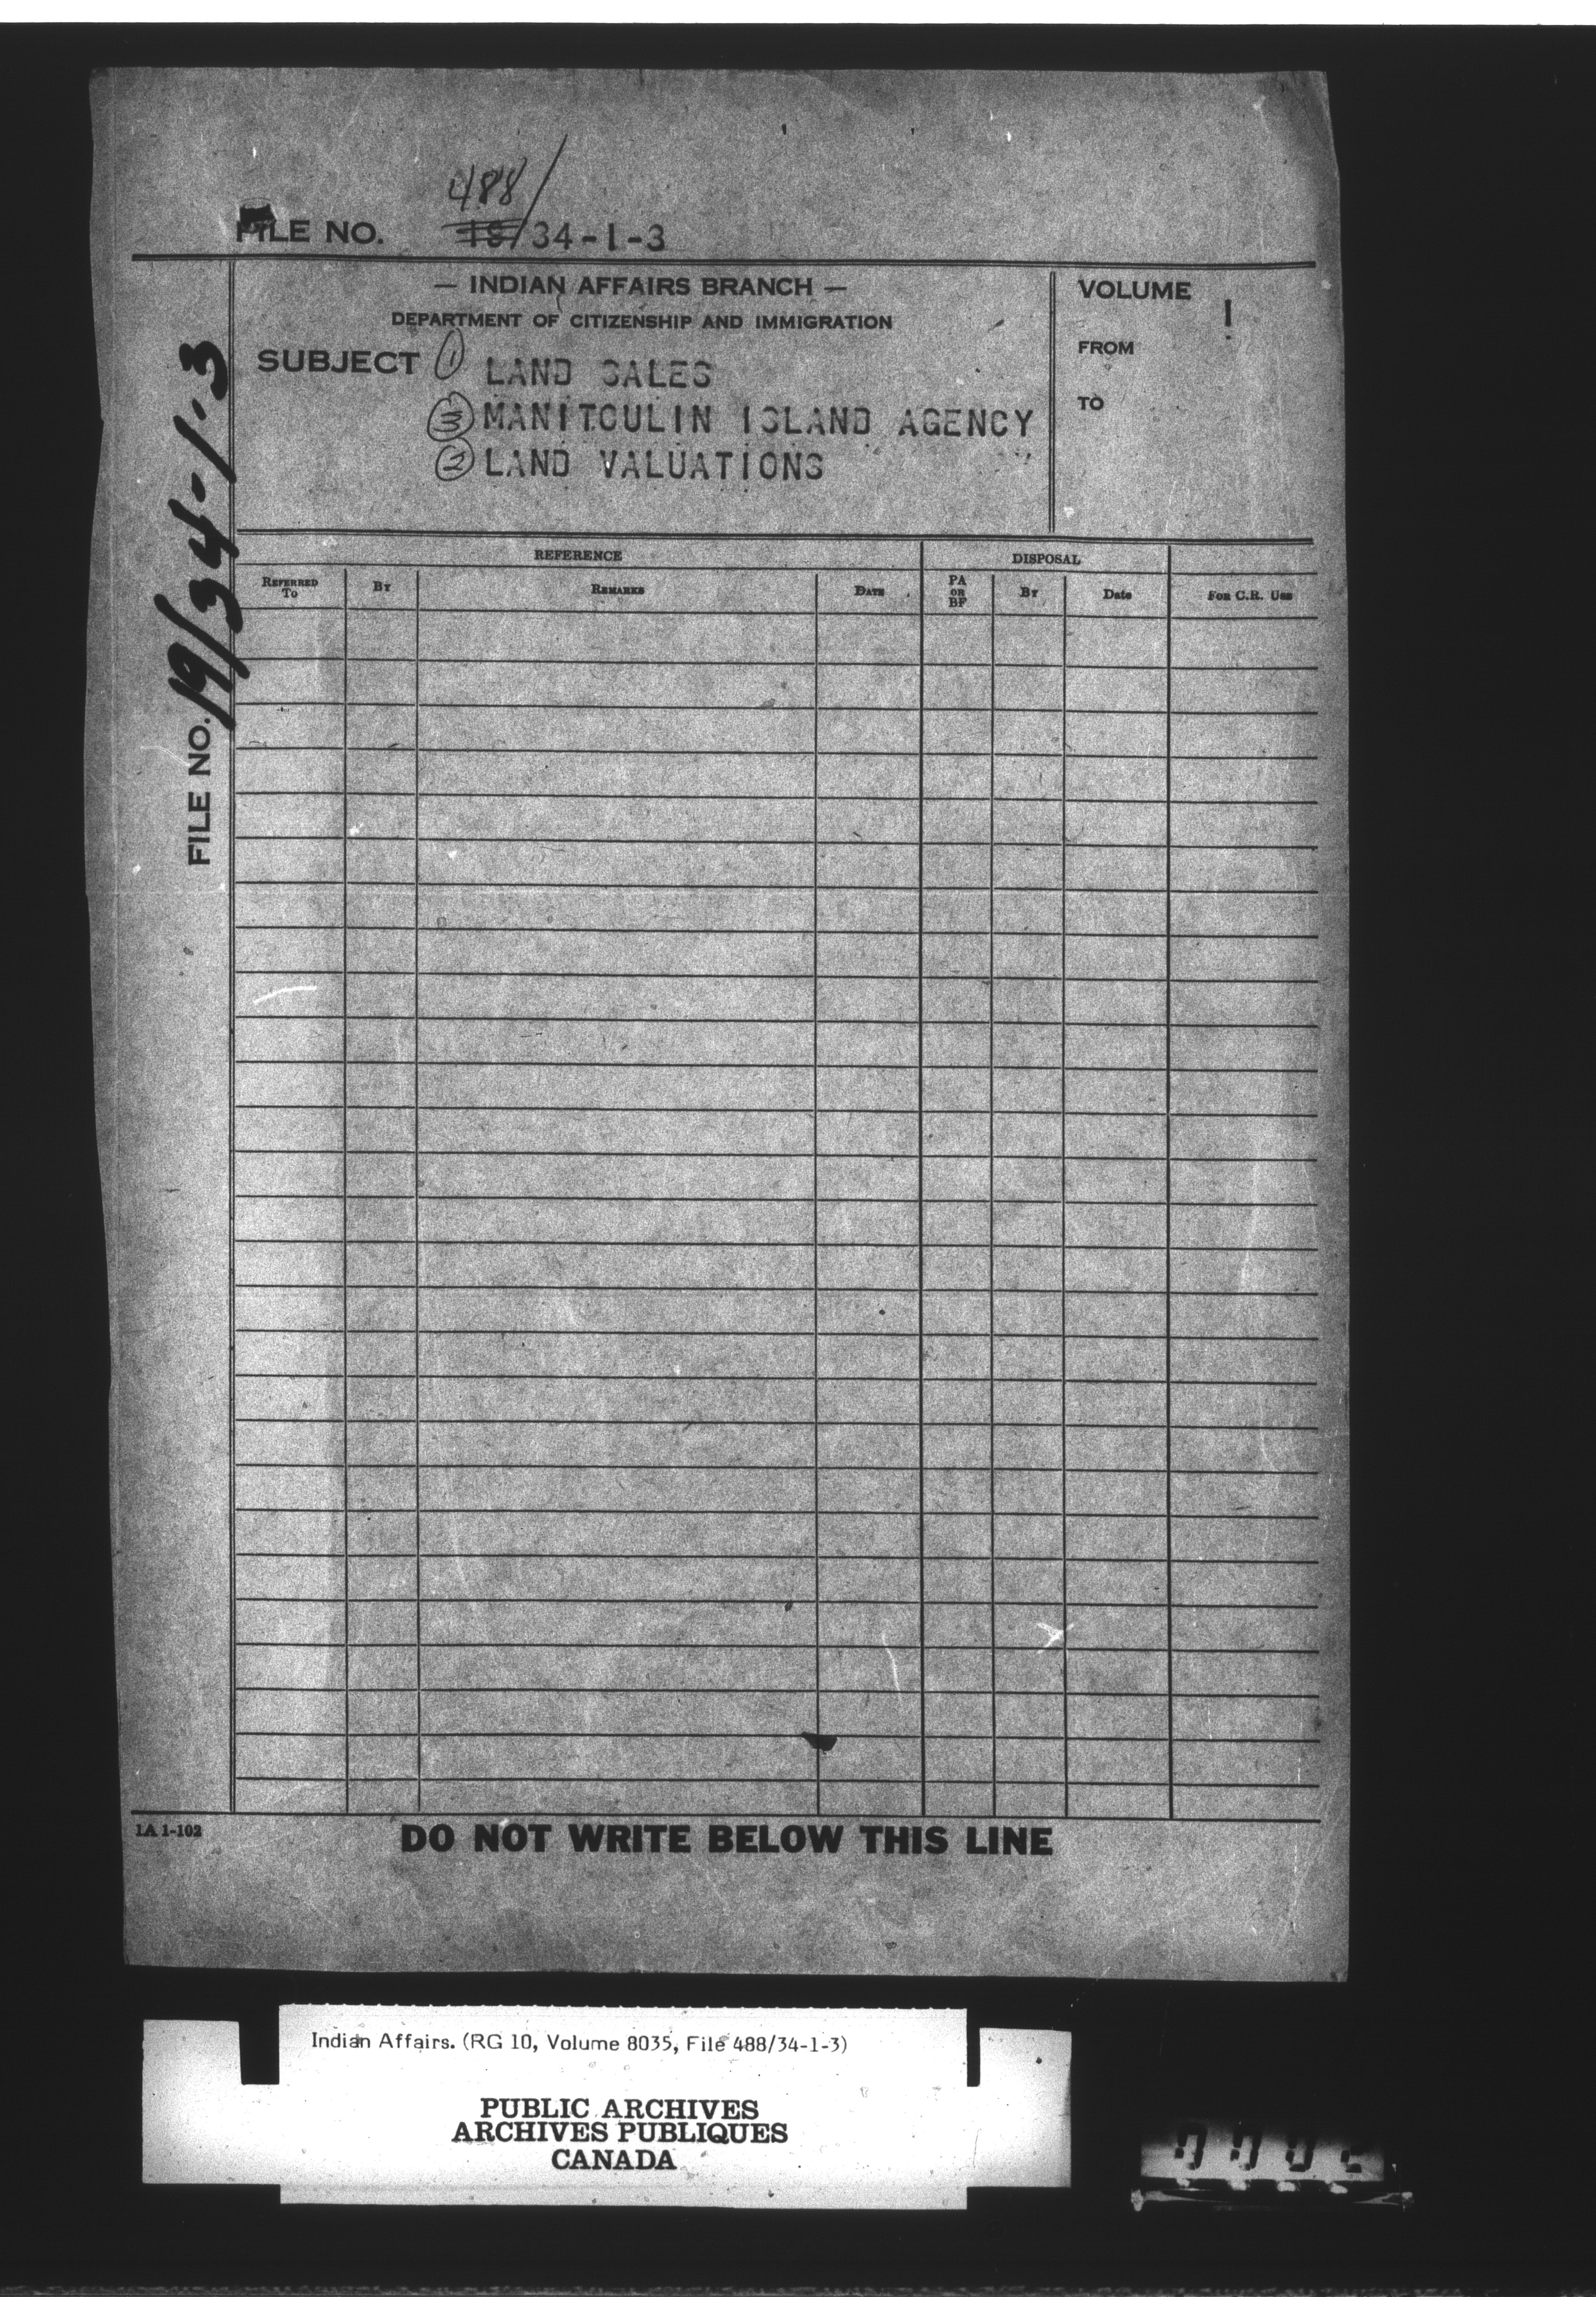 488/
FILE NO. 19/34-1-3
— INDIAN AFFAIRS BRANCH —
DEPARTMENT OF CITIZENSHIP AND IMMIGRATION
VOLUME 1
FROM
TO
SUBJECT (1) LAND SALES
(3) MANITOULIN ISLAND AGENCY
(2) LAND VALUATIONS
FILE NO. 19/34-1-3
REFERENCE DISPOSAL
REFERRED TO BY REMARKS DATE PA OR BF BY Date FOR C.R. USE
1A 1-102
DO NOT WRITE BELOW THIS LINE
Indian Affairs. (RG 10, Volume 8035, File 488/34-1-3)
PUBLIC ARCHIVES
ARCHIVES PUBLIQUES
CANADA